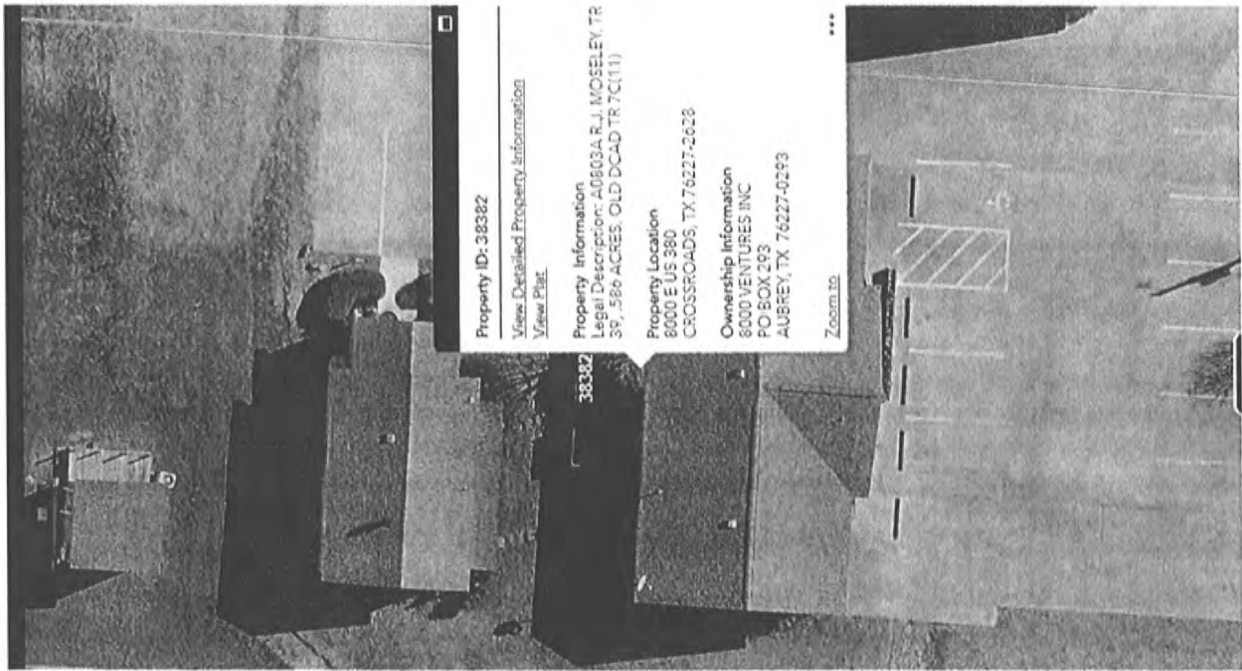 Property ID: 38382
View Detailed Property Information
View Plat
Property Information
Legal Description: A0803A R.J. MOSELEY, TR
39, .586 ACRES, OLD DCAD TR 7C(11)
Property Location
8000 E US 380
CROSSROADS, TX 76227-2628
Ownership Information
8000 VENTURES INC
PO BOX 293
AUBREY, TX 76227-0293
Zoom to
•••
38382